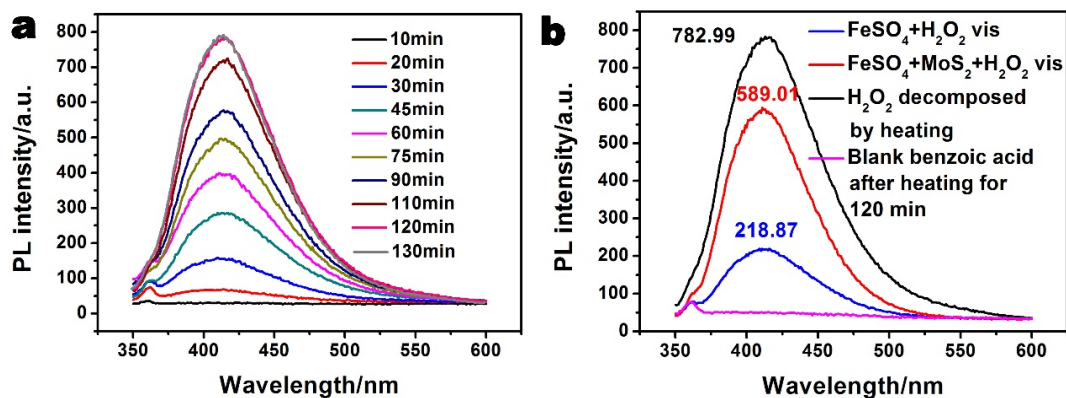 a
PL intensity/a.u.
800
700
600
500
400
300
200
100
0
350 400 450 500 550 600
Wavelength/nm
10min
20min
30min
45min
60min
75min
90min
110min
120min
130min
b
PL intensity/a.u.
800
700
600
500
400
300
200
100
0
350 400 450 500 550 600
Wavelength/nm
782.99
589.01
218.87
FeSO₄+H₂O₂ vis
FeSO₄+MoS₂+H₂O₂ vis
H₂O₂ decomposed
by heating
Blank benzoic acid
after heating for
120 min